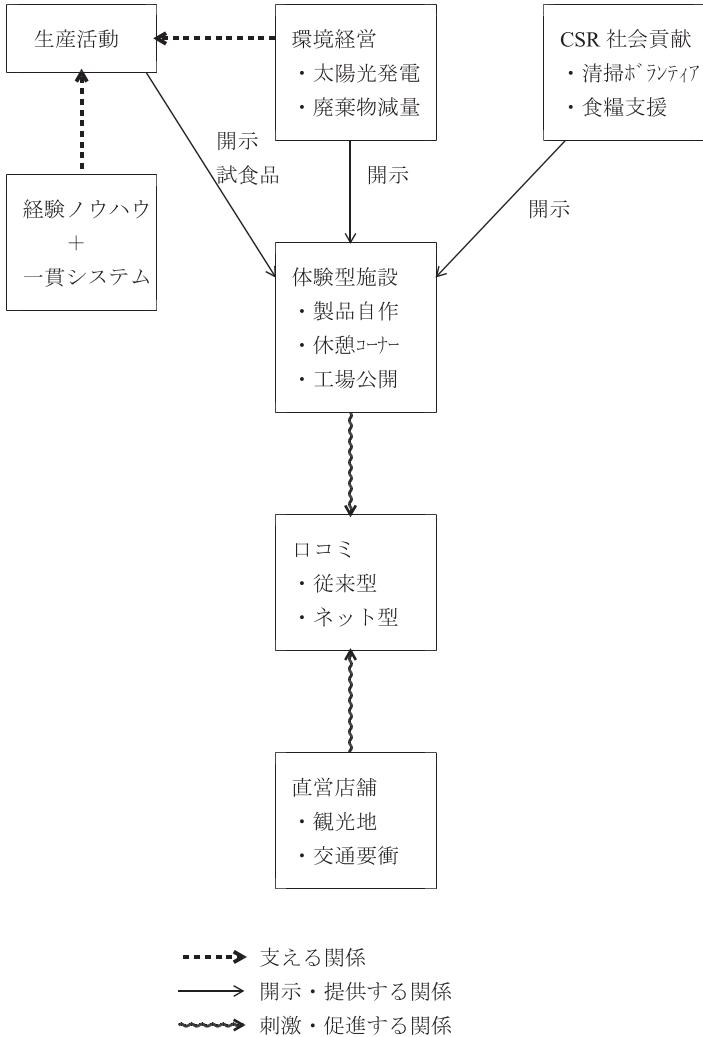 生産活動
環境経営
・太陽光発電
・廃棄物減量
CSR 社会貢献
・清掃ﾎﾞﾗﾝﾃｨｱ
・食糧支援
開示
試食品
開示
開示
経験ノウハウ
＋
一貫システム
体験型施設
・製品自作
・休憩ｺｰﾅｰ
・工場公開
口コミ
・従来型
・ネット型
直営店舗
・観光地
・交通要衝
支える関係
開示・提供する関係
刺激・促進する関係